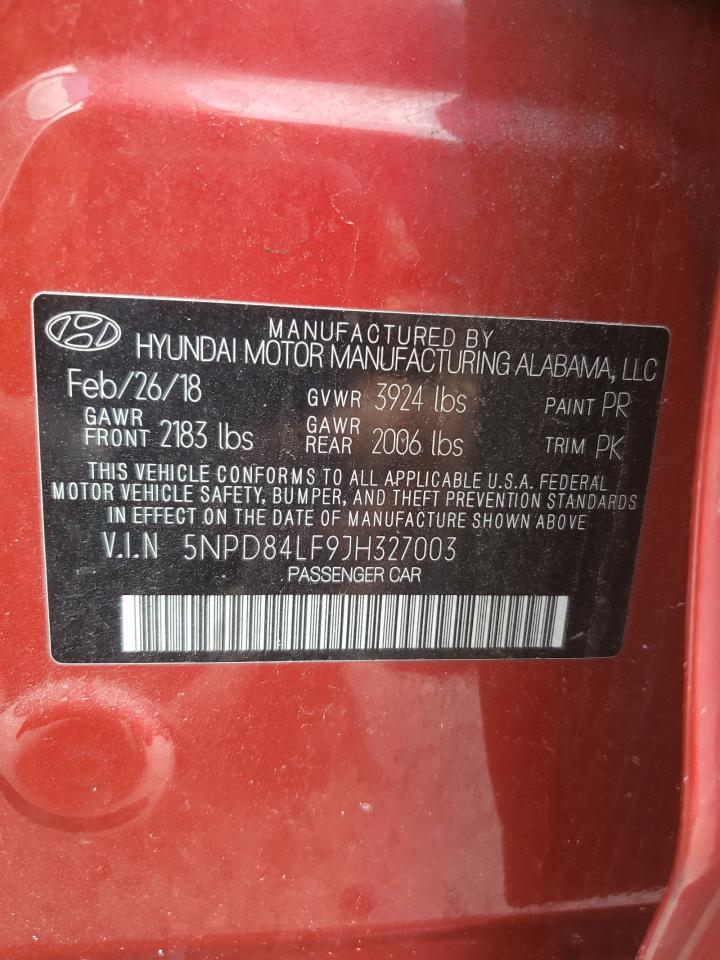 MANUFACTURED BY
HYUNDAI MOTOR MANUFACTURING ALABAMA, LLC
Feb/26/18 GVWR 3924 lbs PAINT PR
GAWR FRONT 2183 lbs GAWR REAR 2006 lbs TRIM PK
THIS VEHICLE CONFORMS TO ALL APPLICABLE U.S.A. FEDERAL
MOTOR VEHICLE SAFETY, BUMPER, AND THEFT PREVENTION STANDARDS
IN EFFECT ON THE DATE OF MANUFACTURE SHOWN ABOVE
V.I.N 5NPD84LF9JH327003
PASSENGER CAR